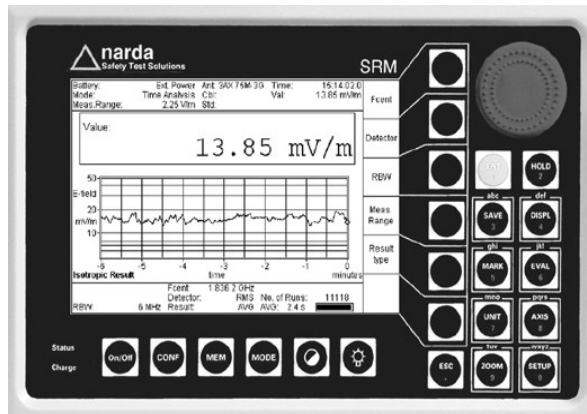 narda
Safety Test Solutions
SRM
Battery: Ext. Power Ant: 3AX 75M-3G Time: 15:14:02.0
Mode: Time Analysis Cbl: Val: 13.85 mV/m
Meas.Range: 2.25 V/m Std:
Value:
13.85 mV/m
Fcent
Detector
RBW
Meas.
Range
Result
type
50
E-field
20
mV/m
10
-6 -5 -4 -3 -2 -1 0
Isotropic Result time minutes
Fcent: 1 836.2 GHz
Detector: RMS No. of Runs: 11118
RBW: 6 MHz Result: AVG AVG: 2.4 s
HOLD
2
abc def
SAVE DISPL
3 4
ghi jkl
MARK EVAL
5 6
mno pqrs
UNIT AXIS
7 8
tuv wxyz
ESC ZOOM SETUP
. 9 0
Status
Charge
On/Off CONF MEM MODE